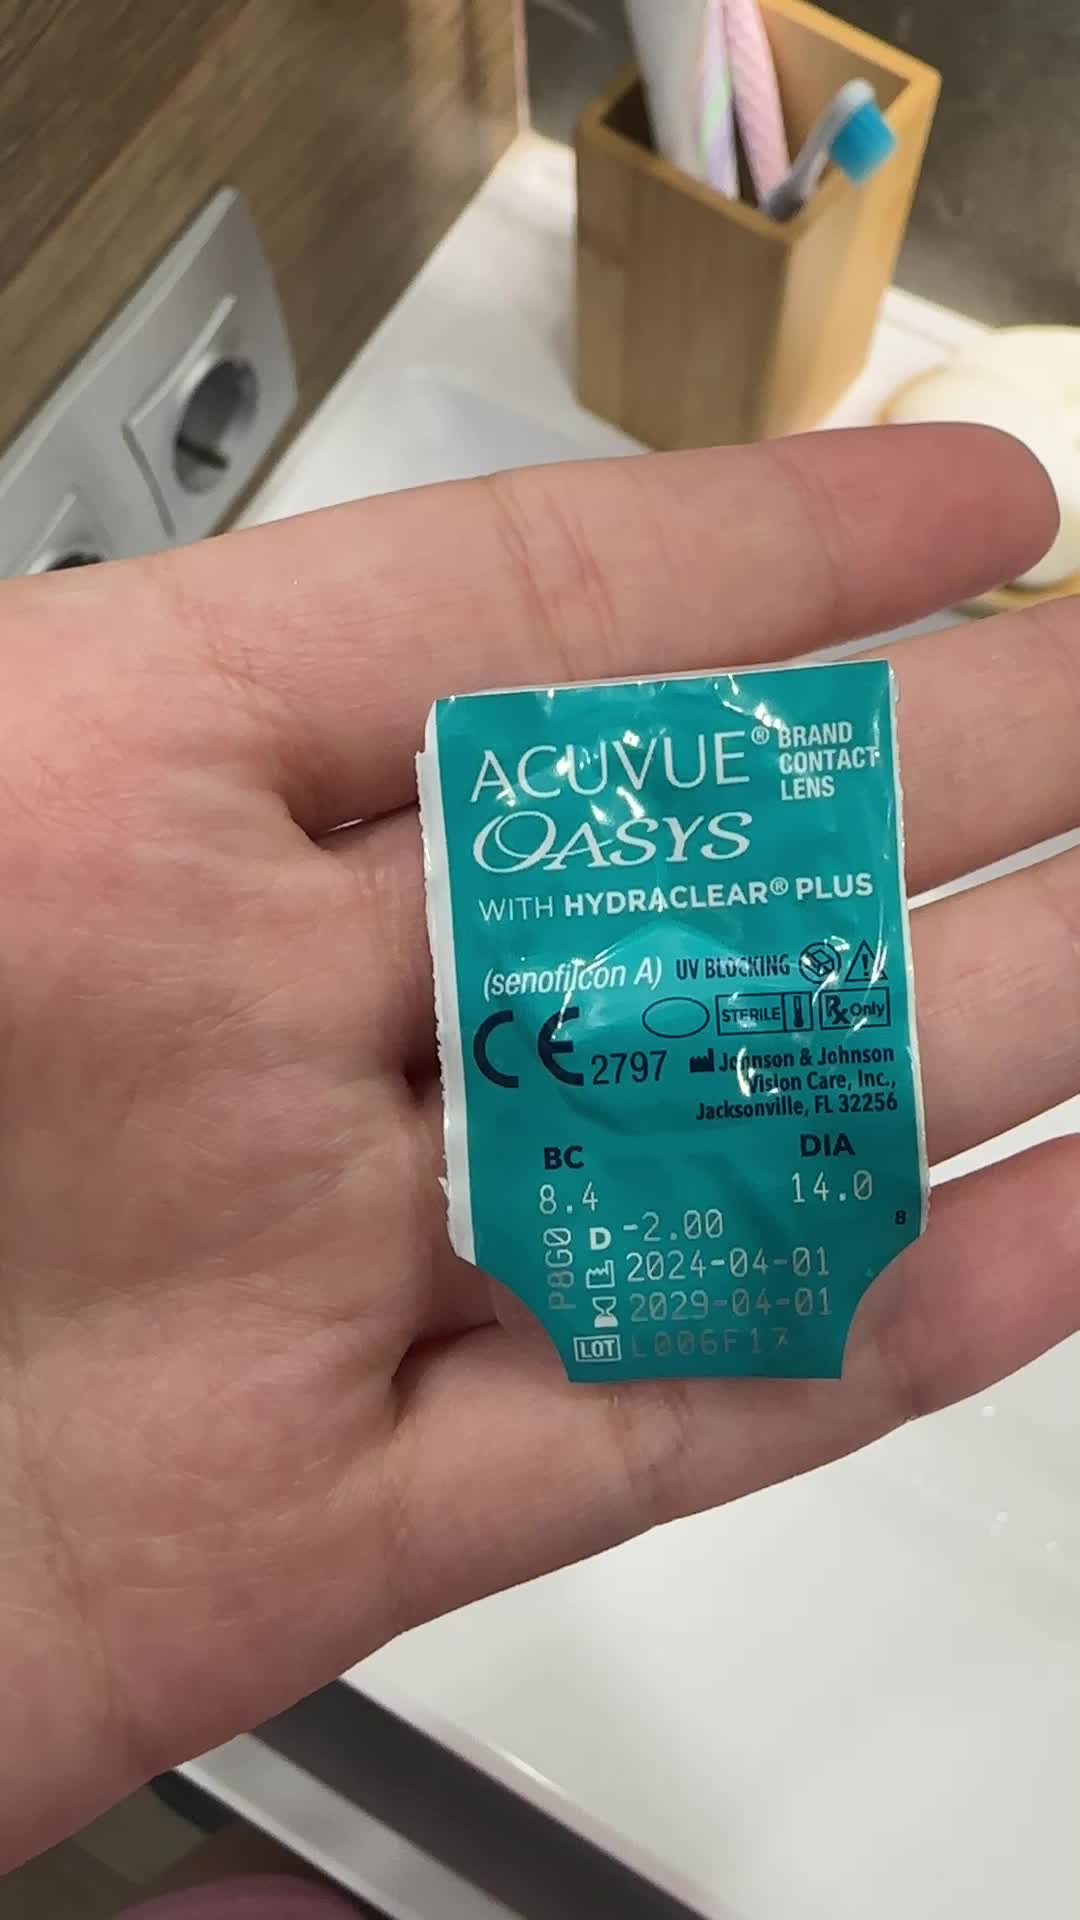 ACUVUE® BRAND CONTACT LENS
OASYS
WITH HYDRACLEAR® PLUS
(senofilcon A) UV BLOCKING
CE 2797
STERILE
Rx Only
Johnson & Johnson
Vision Care, Inc.,
Jacksonville, FL 32256
BC DIA
8.4 14.0
8
P8G0
D -2.00
2024-04-01
2029-04-01
LOT L006F17